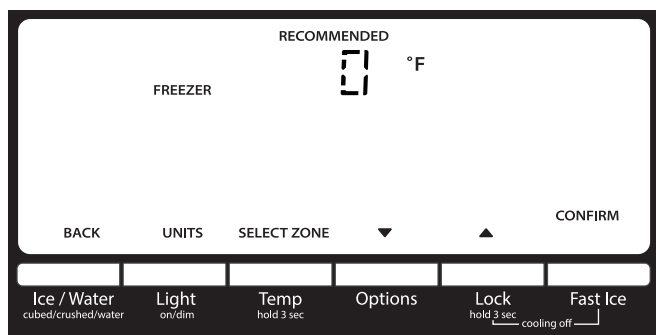 RECOMMENDED
0 °F
FREEZER
CONFIRM
BACK UNITS SELECT ZONE ▼ ▲
Ice / Water Light Temp Options Lock Fast Ice
cubed/crushed/water on/dim hold 3 sec hold 3 sec
cooling off